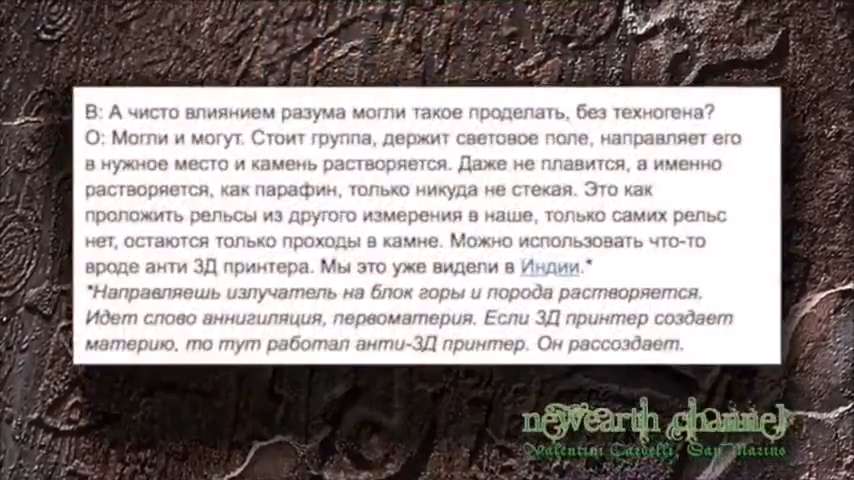 В: А чисто влиянием разума могли такое проделать, без техногена?
О: Могли и могут. Стоит группа, держит световое поле, направляет его
в нужное место и камень растворяется. Даже не плавится, а именно
растворяется, как парафин, только никуда не стекая. Это как
проложить рельсы из другого измерения в наше, только самих рельс
нет, остаются только проходы в камне. Можно использовать что-то
вроде анти 3Д принтера. Мы это уже видели в Индии.*
*Направляешь излучатель на блок горы и порода растворяется.
Идет слово аннигиляция, первоматерия. Если 3Д принтер создает
материю, то тут работал анти-3Д принтер. Он рассоздает.
newearth channel
Valentini Cardelli, San Marino